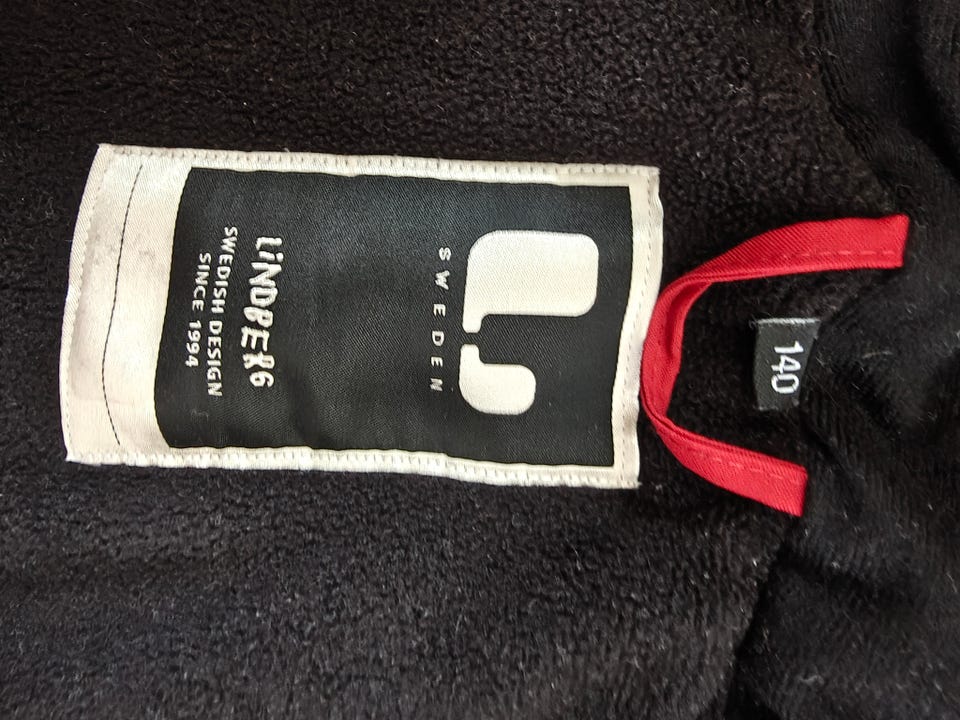 140
SWEDEN
LiNDBERG
SWEDISH DESIGN
SINCE 1994